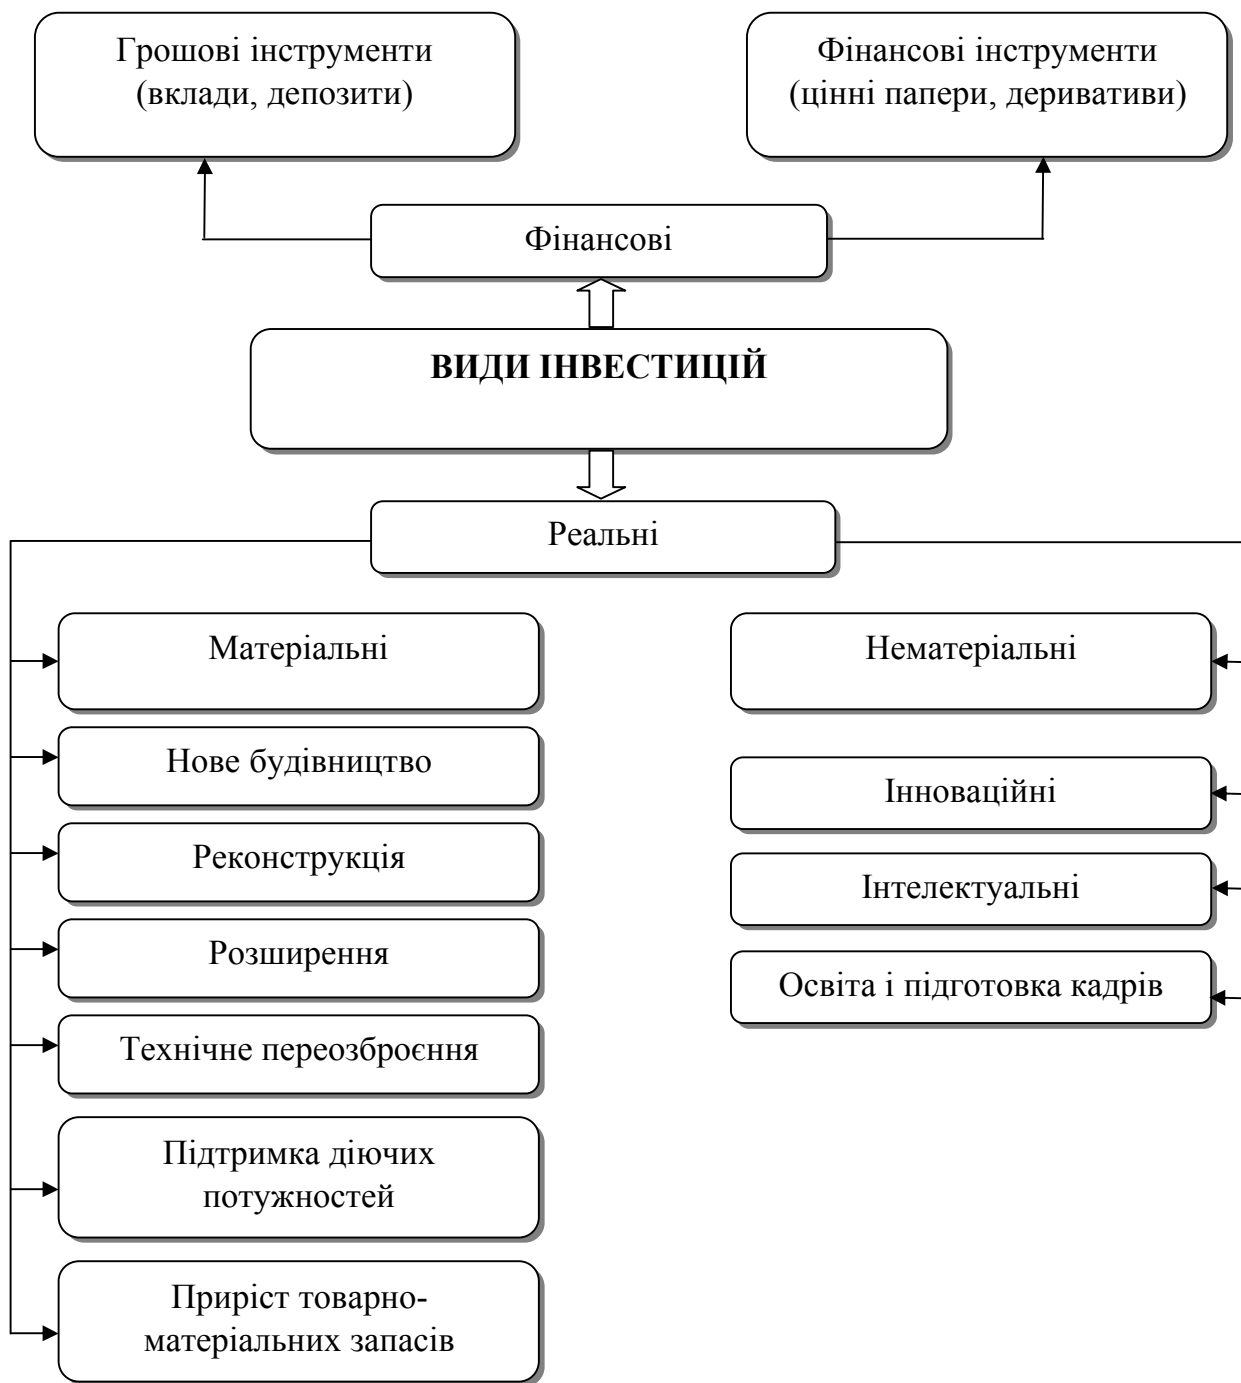 Грошові інструменти
(вклади, депозити)
Фінансові інструменти
(цінні папери, деривативи)
Фінансові
ВИДИ ІНВЕСТИЦІЙ
Реальні
Матеріальні
Нове будівництво
Реконструкція
Розширення
Технічне переозброєння
Підтримка діючих
потужностей
Приріст товарно-
матеріальних запасів
Нематеріальні
Інноваційні
Інтелектуальні
Освіта і підготовка кадрів